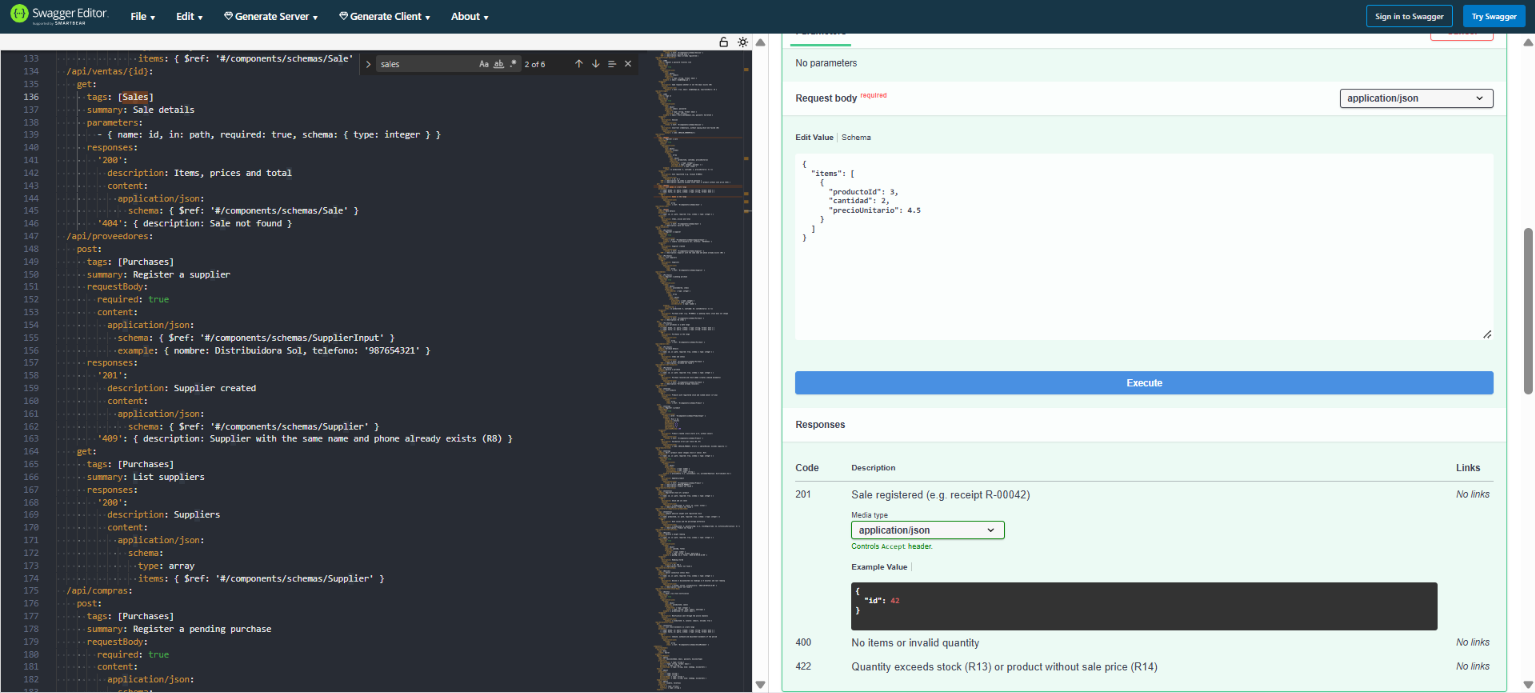 Swagger Editor.
Supported by SMARTBEAR
File Edit Generate Server Generate Client About
Sign in to Swagger
Try Swagger
sales Aa ab .* 2 of 6
133 items: { $ref: '#/components/schemas/Sale'
134 /api/ventas/{id}:
135 get:
136 tags: [Sales]
137 summary: Sale details
138 parameters:
139 - { name: id, in: path, required: true, schema: { type: integer } }
140 responses:
141 '200':
142 description: Items, prices and total
143 content:
144 application/json:
145 schema: { $ref: '#/components/schemas/Sale' }
146 '404': { description: Sale not found }
147 /api/proveedores:
148 post:
149 tags: [Purchases]
150 summary: Register a supplier
151 requestBody:
152 required: true
153 content:
154 application/json:
155 schema: { $ref: '#/components/schemas/SupplierInput' }
156 example: { nombre: Distribuidora Sol, telefono: '987654321' }
157 responses:
158 '201':
159 description: Supplier created
160 content:
161 application/json:
162 schema: { $ref: '#/components/schemas/Supplier' }
163 '409': { description: Supplier with the same name and phone already exists (R8) }
164 get:
165 tags: [Purchases]
166 summary: List suppliers
167 responses:
168 '200':
169 description: Suppliers
170 content:
171 application/json:
172 schema:
173 type: array
174 items: { $ref: '#/components/schemas/Supplier' }
175 /api/compras:
176 post:
177 tags: [Purchases]
178 summary: Register a pending purchase
179 requestBody:
180 required: true
181 content:
182 application/json:
183 schema:
Parameters
Cancel
No parameters
Request body required
application/json
Edit Value | Schema
{
"items": [
{
"productoId": 3,
"cantidad": 2,
"precioUnitario": 4.5
}
]
}
Execute
Responses
Code Description Links
201 Sale registered (e.g. receipt R-00042) No links
Media type
application/json
Controls Accept header.
Example Value
{
"id": 42
}
400 No items or invalid quantity No links
422 Quantity exceeds stock (R13) or product without sale price (R14) No links